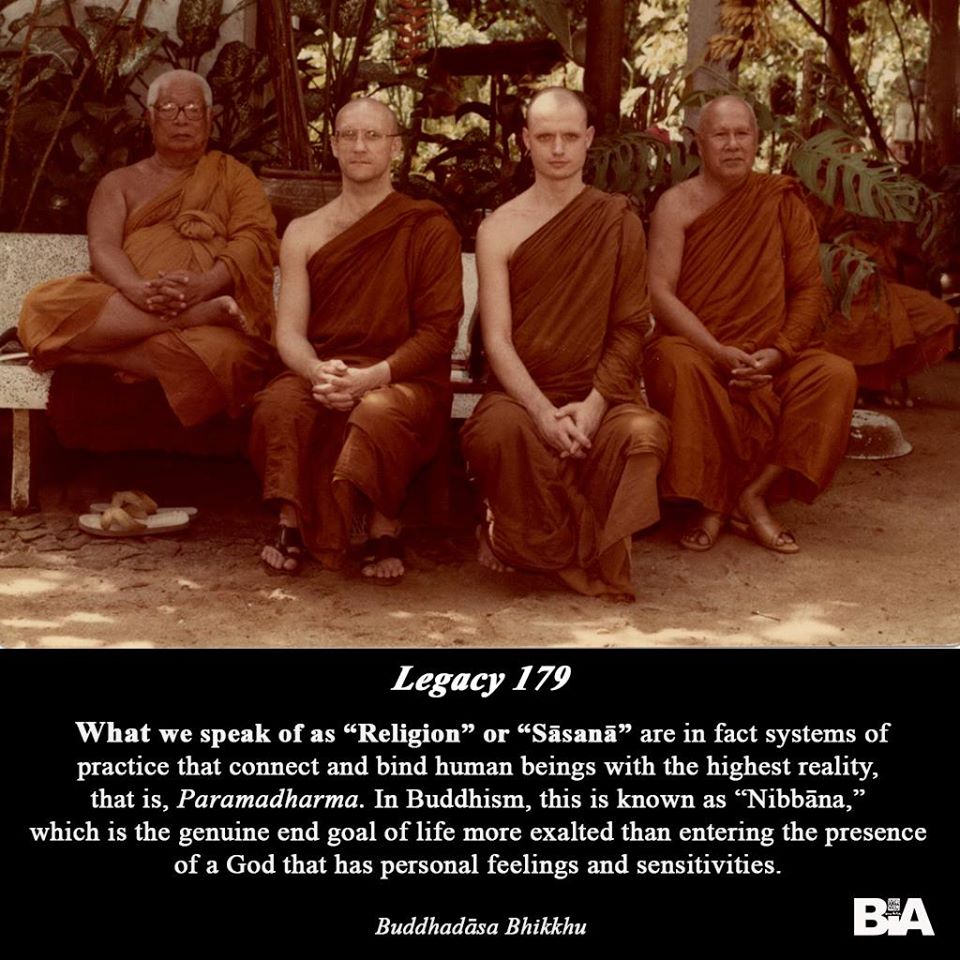 Legacy 179
What we speak of as “Religion” or “Sāsanā” are in fact systems of
practice that connect and bind human beings with the highest reality,
that is, Paramadharma. In Buddhism, this is known as “Nibbāna,”
which is the genuine end goal of life more exalted than entering the presence
of a God that has personal feelings and sensitivities.
Buddhadāsa Bhikkhu
BIA